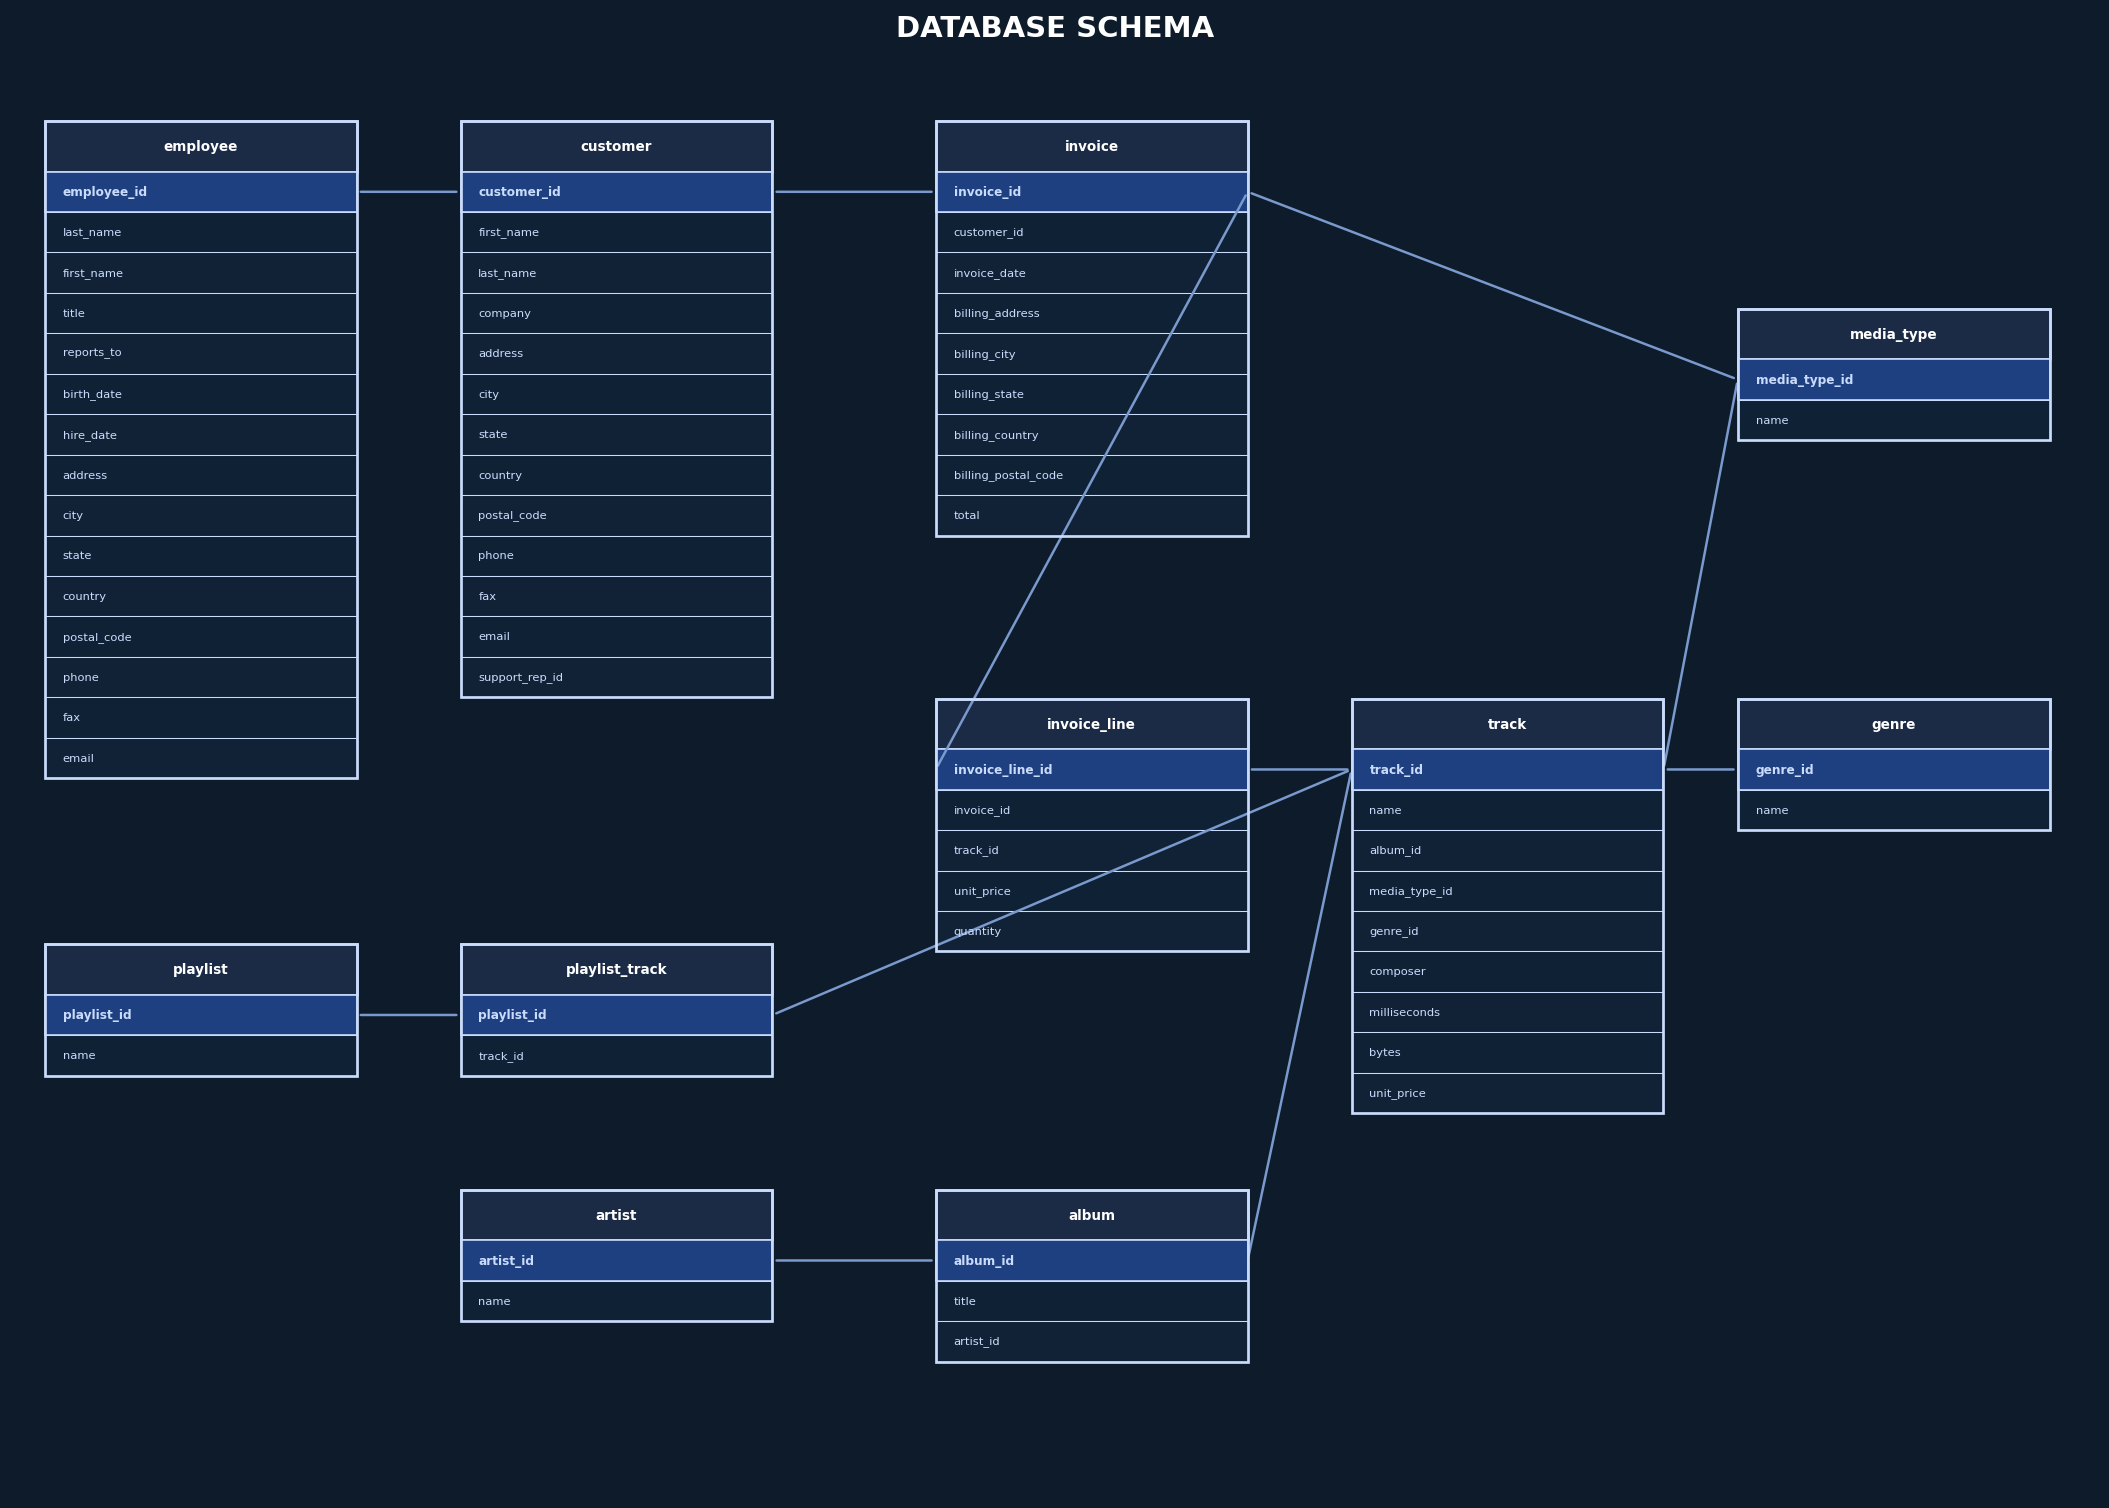 DATABASE SCHEMA
employee
employee_id
last_name
first_name
title
reports_to
birth_date
hire_date
address
city
state
country
postal_code
phone
fax
email
customer
customer_id
first_name
last_name
company
address
city
state
country
postal_code
phone
fax
email
support_rep_id
invoice
invoice_id
customer_id
invoice_date
billing_address
billing_city
billing_state
billing_country
billing_postal_code
total
media_type
media_type_id
name
invoice_line
invoice_line_id
invoice_id
track_id
unit_price
quantity
track
track_id
name
album_id
media_type_id
genre_id
composer
milliseconds
bytes
unit_price
genre
genre_id
name
playlist
playlist_id
name
playlist_track
playlist_id
track_id
artist
artist_id
name
album
album_id
title
artist_id